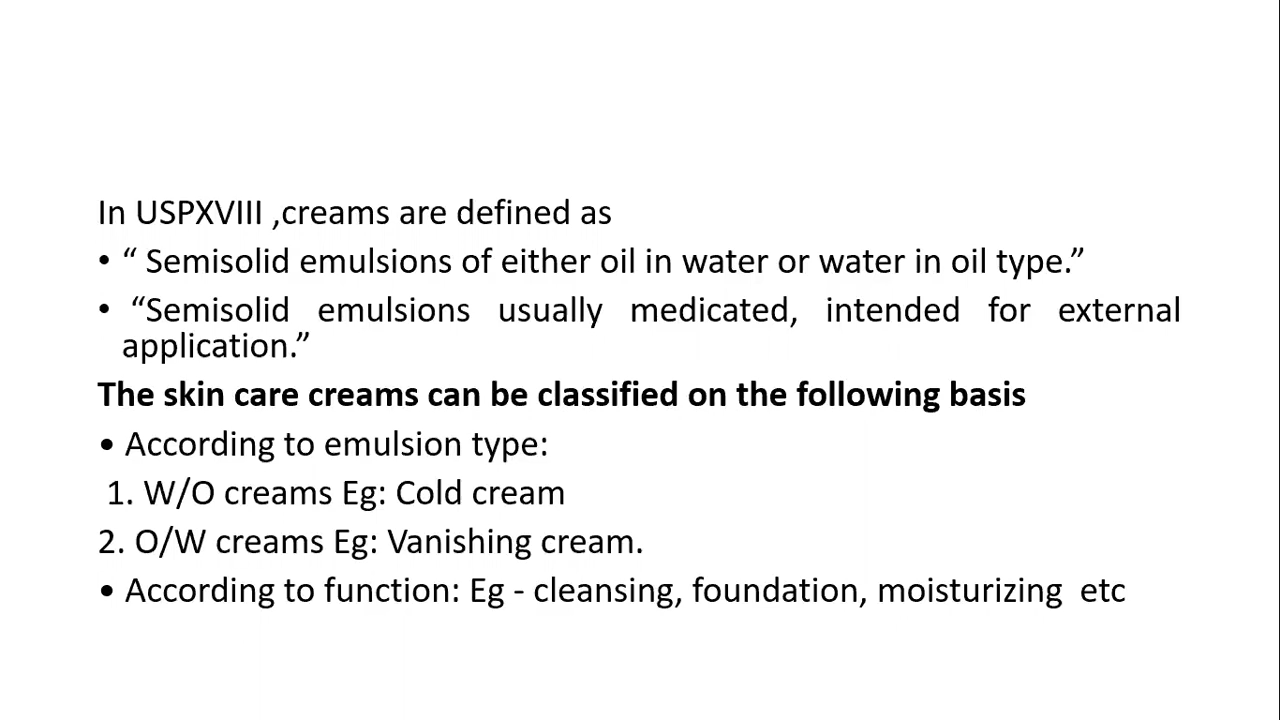 In USPXVIII ,creams are defined as
• “ Semisolid emulsions of either oil in water or water in oil type.”
• “Semisolid emulsions usually medicated, intended for external
application.”
The skin care creams can be classified on the following basis
• According to emulsion type:
1. W/O creams Eg: Cold cream
2. O/W creams Eg: Vanishing cream.
• According to function: Eg - cleansing, foundation, moisturizing  etc